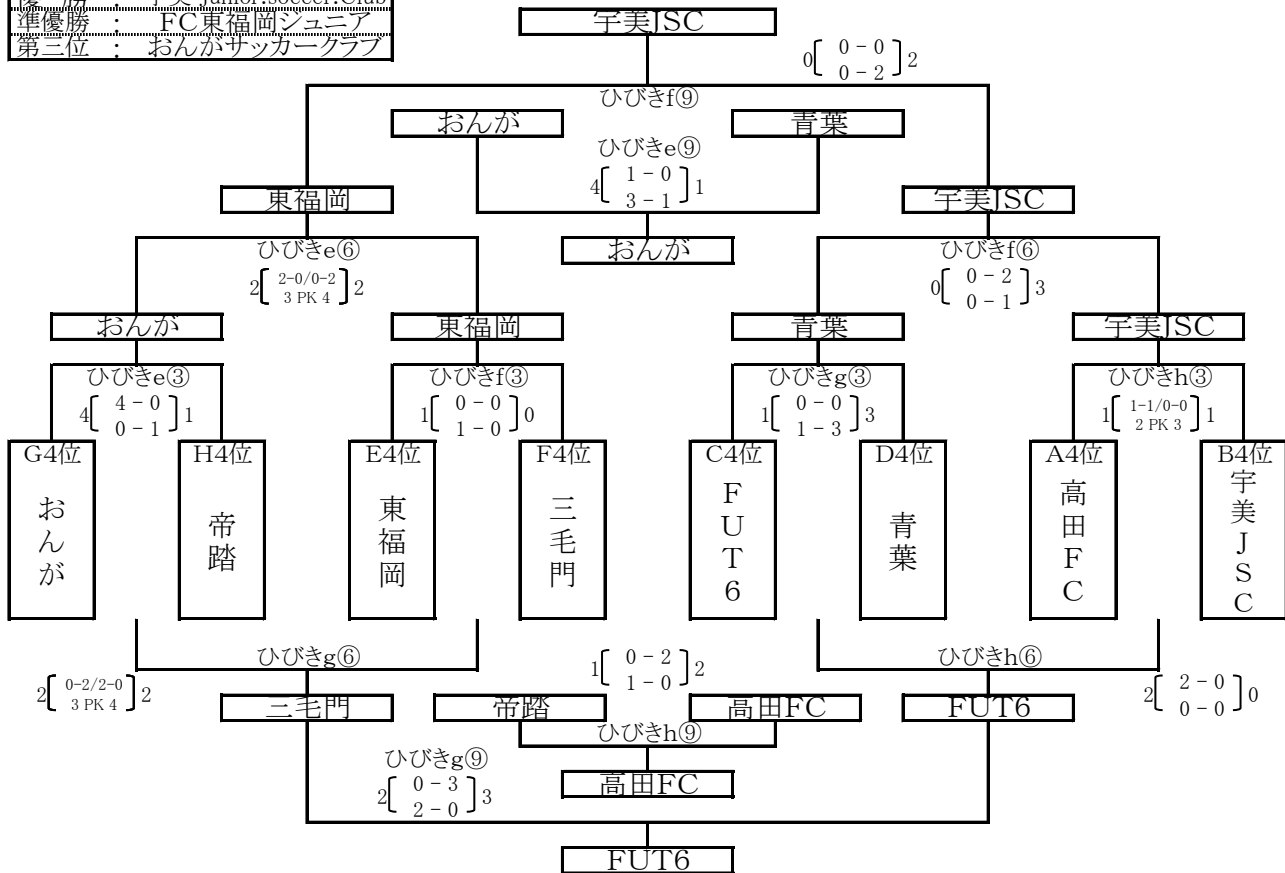 優 勝 : 宇美 junior.soccer.Club
準優勝 : FC東福岡ジュニア
第三位 : おんがサッカークラブ
宇美JSC
0[ 0 - 0 ]2
0 - 2
ひびきf⑨
おんが 青葉
ひびきe⑨
4[ 1 - 0 ]1
3 - 1
東福岡 宇美JSC
おんが
ひびきe⑥ ひびきf⑥
2[ 2-0/0-2 ]2 0[ 0 - 2 ]3
3 PK 4 0 - 1
おんが 東福岡 青葉 宇美JSC
ひびきe③ ひびきf③ ひびきg③ ひびきh③
4[ 4 - 0 ]1 1[ 0 - 0 ]0 1[ 0 - 0 ]3 1[ 1-1/0-0 ]1
0 - 1 1 - 0 1 - 3 2 PK 3
G4位 H4位 E4位 F4位 C4位 D4位 A4位 B4位
おんが
帝踏
東福岡
三毛門
FUT6
青葉
高田FC
宇美JSC
ひびきg⑥ ひびきh⑥
2[ 0-2/2-0 ]2 1[ 0 - 2 ]2 2[ 2 - 0 ]0
3 PK 4 1 - 0 0 - 0
三毛門 帝踏 高田FC FUT6
ひびきh⑨
ひびきg⑨
2[ 0 - 3 ]3
2 - 0
高田FC
FUT6